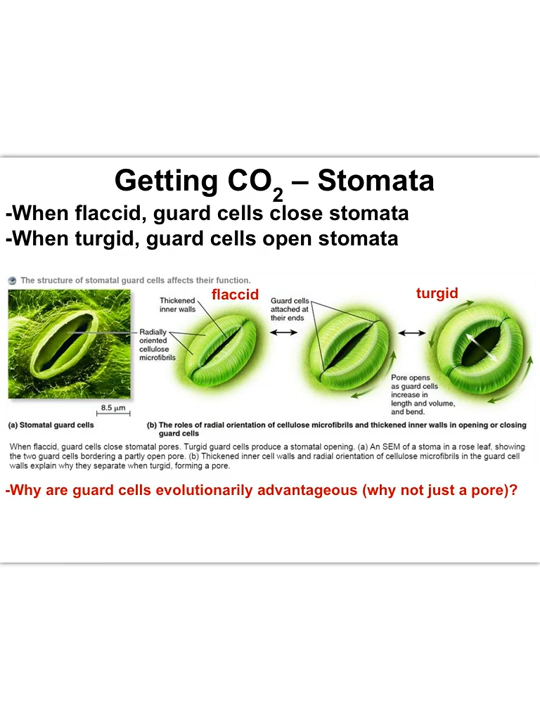 Getting CO2 – Stomata
-When flaccid, guard cells close stomata
-When turgid, guard cells open stomata
The structure of stomatal guard cells affects their function.
flaccid
turgid
Thickened
inner walls
Guard cells
attached at
their ends
Radially
oriented
cellulose
microfibrils
Pore opens
as guard cells
increase in
length and volume,
and bend.
8.5 µm
(a) Stomatal guard cells
(b) The roles of radial orientation of cellulose microfibrils and thickened inner walls in opening or closing
guard cells
When flaccid, guard cells close stomatal pores. Turgid guard cells produce a stomatal opening. (a) An SEM of a stoma in a rose leaf, showing
the two guard cells bordering a partly open pore. (b) Thickened inner cell walls and radial orientation of cellulose microfibrils in the guard cell
walls explain why they separate when turgid, forming a pore.
-Why are guard cells evolutionarily advantageous (why not just a pore)?